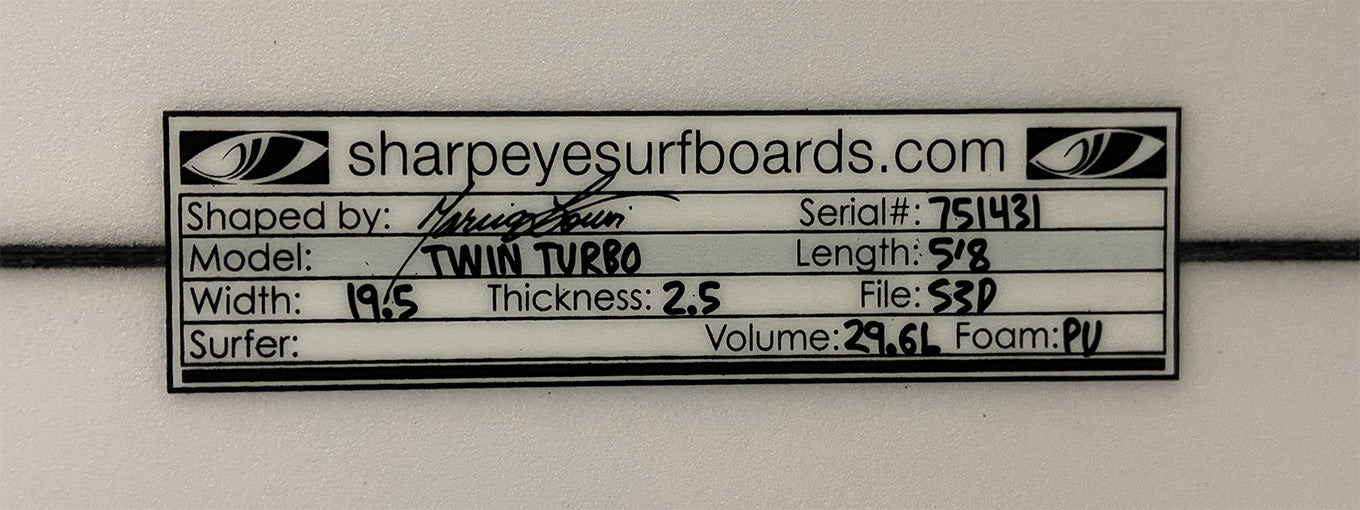 sharpeyesurfboards.com
Shaped by: Serial#: 751431
Model: TWIN TURBO Length: 5'8
Width: 19.5 Thickness: 2.5 File: S3D
Surfer: Volume: 29.6L Foam: PU